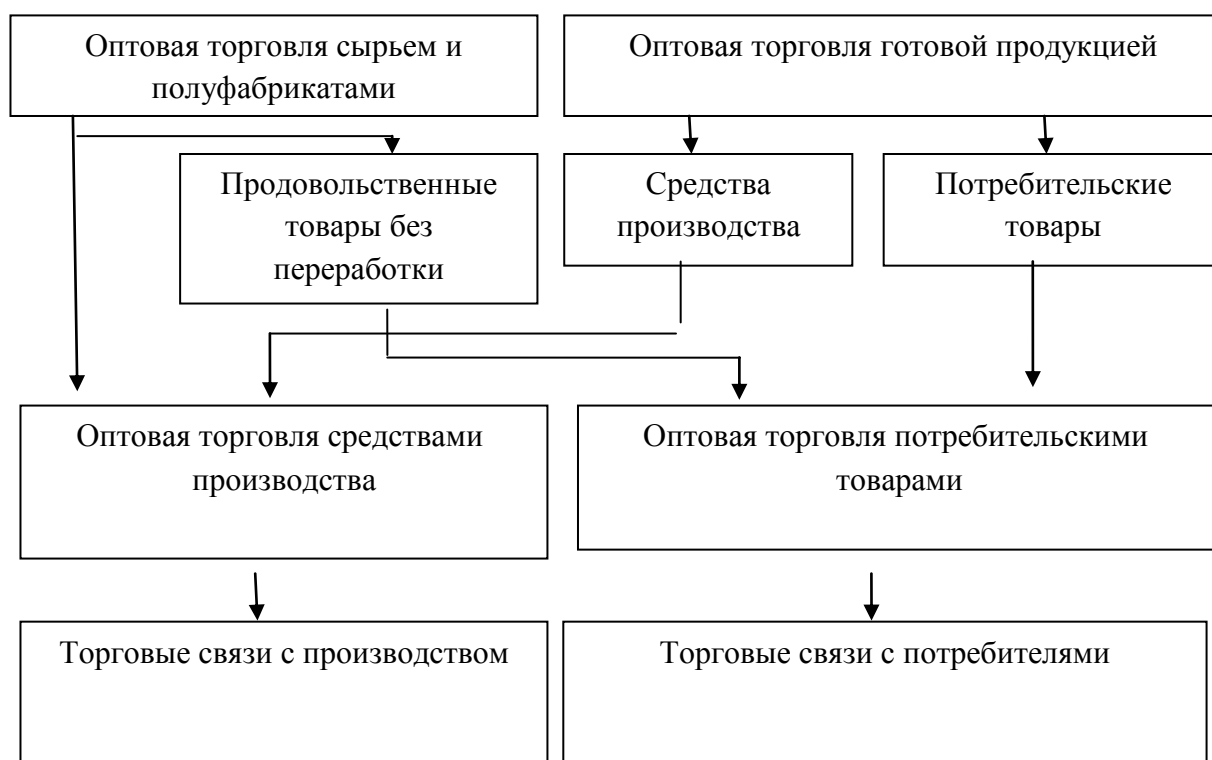 Оптовая торговля сырьем и
полуфабрикатами
Оптовая торговля готовой продукцией
Продовольственные
товары без
переработки
Средства
производства
Потребительские
товары
Оптовая торговля средствами
производства
Оптовая торговля потребительскими
товарами
Торговые связи с производством
Торговые связи с потребителями